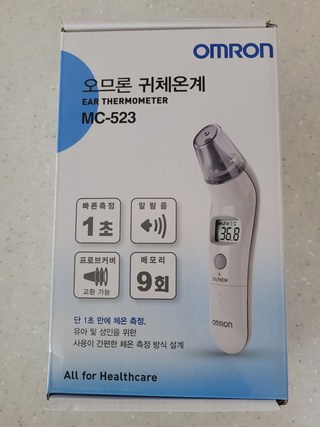 OMRON
오므론 귀체온계
EAR THERMOMETER
MC-523
빠른측정
1초
알람음
프로브커버
교환 가능
메모리
9회
36.8
OMRON
단 1초 만에 체온 측정.
유아 및 성인을 위한
사용이 간편한 체온 측정 방식 설계
All for Healthcare